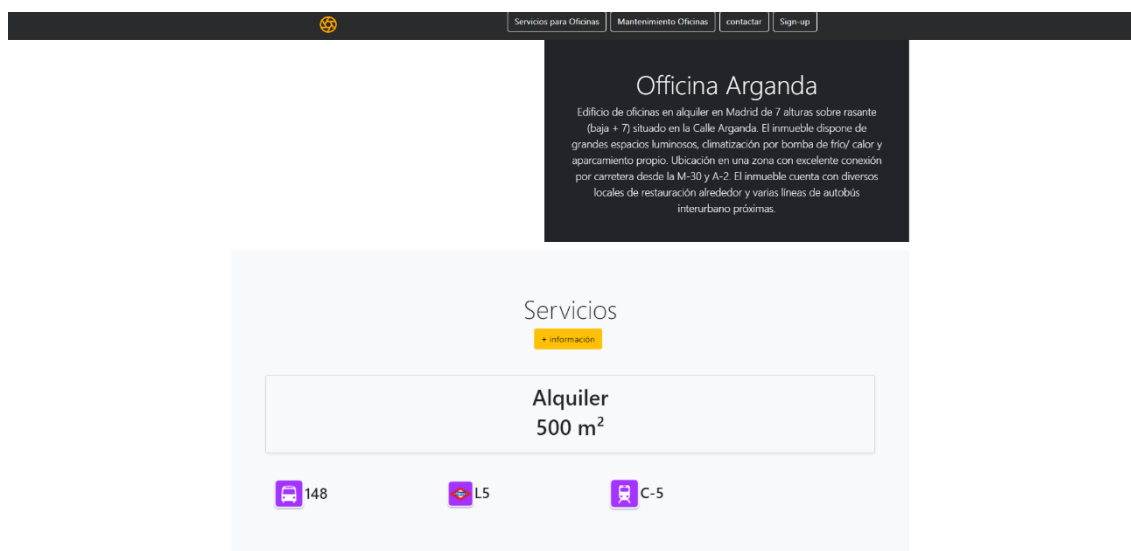 Servicios para Oficinas Mantenimiento Oficinas contactar Sign-up
Officina Arganda
Edificio de oficinas en alquiler en Madrid de 7 alturas sobre rasante
(baja + 7) situado en la Calle Arganda. El inmueble dispone de
grandes espacios luminosos, climatización por bomba de frío/ calor y
aparcamiento propio. Ubicación en una zona con excelente conexión
por carretera desde la M-30 y A-2. El inmueble cuenta con diversos
locales de restauración alrededor y varias líneas de autobús
interurbano próximas.
Servicios
+ información
Alquiler
500 m²
148 L5 C-5